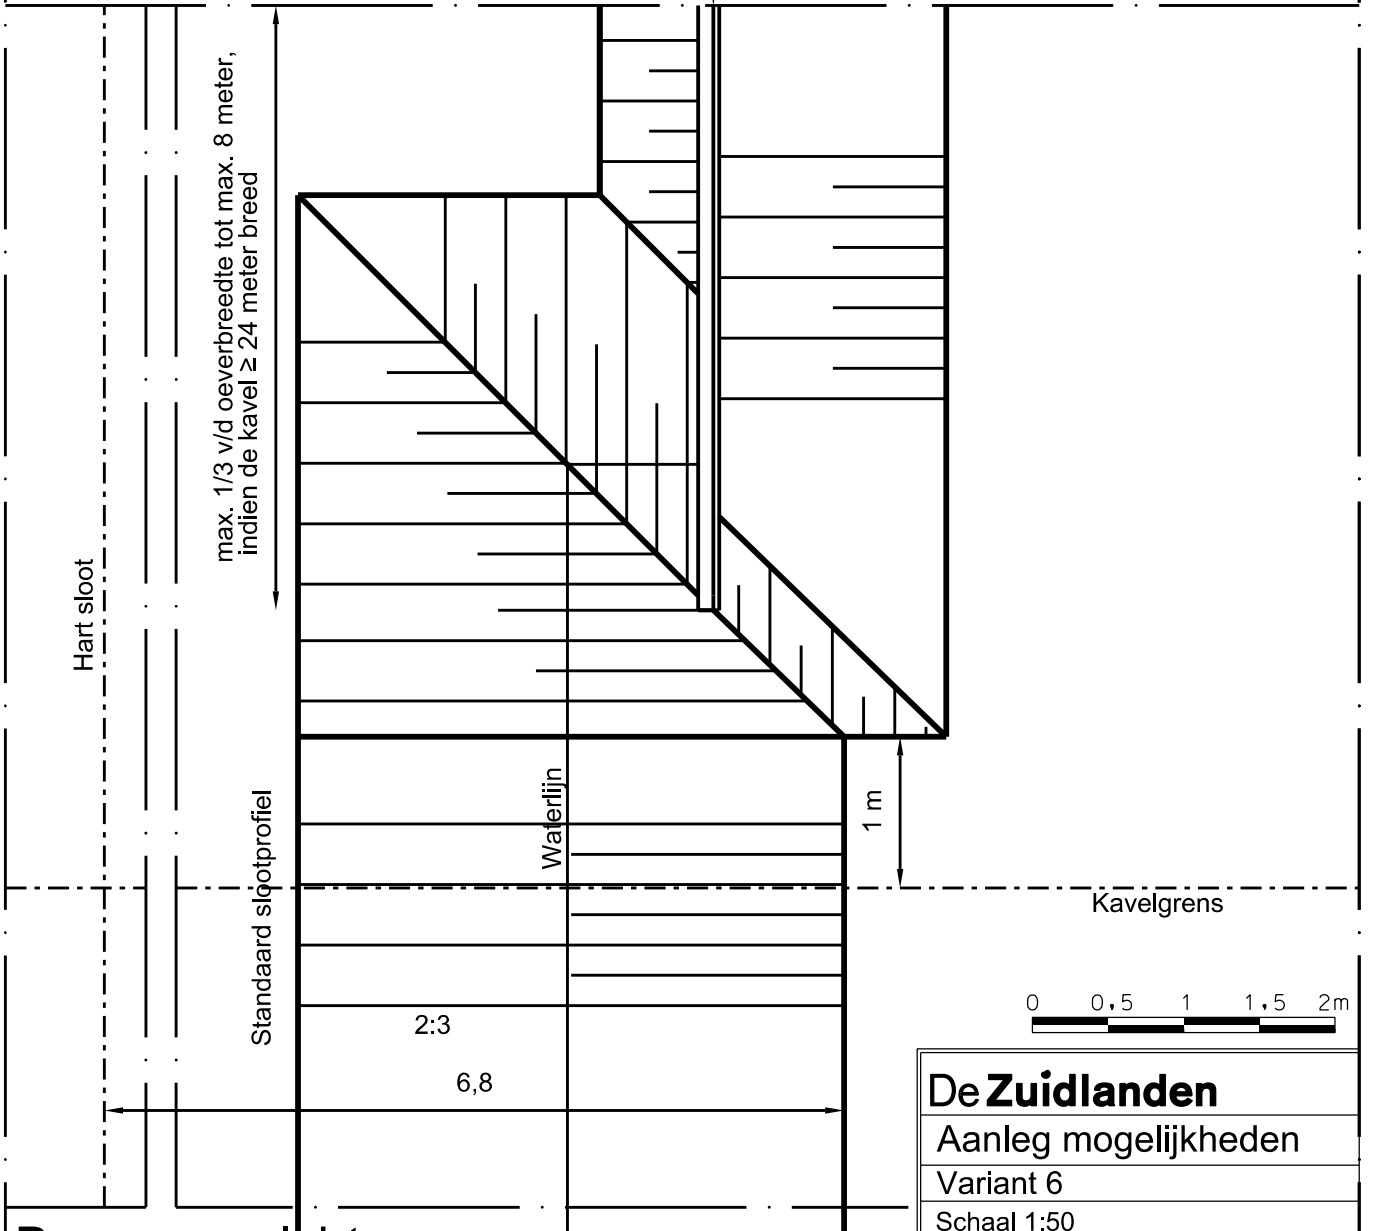 max. 1/3 v/d oeverbreedte tot max. 8 meter,
indien de kavel ≥ 24 meter breed
Hart sloot
Standaard slootprofiel
Waterlijn
1 m
Kavelgrens
2:3
6,8
0 0,5 1 1,5 2m
De Zuidlanden
Aanleg mogelijkheden
Variant 6
Schaal 1:50